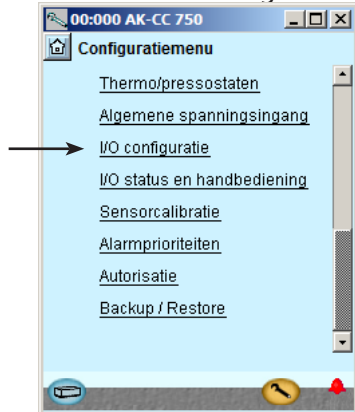 00:000 AK-CC 750
Configuratiemenu
Thermo/pressostaten
Algemene spanningsingang
I/O configuratie
I/O status en handbediening
Sensorcalibratie
Alarmprioriteiten
Autorisatie
Backup / Restore